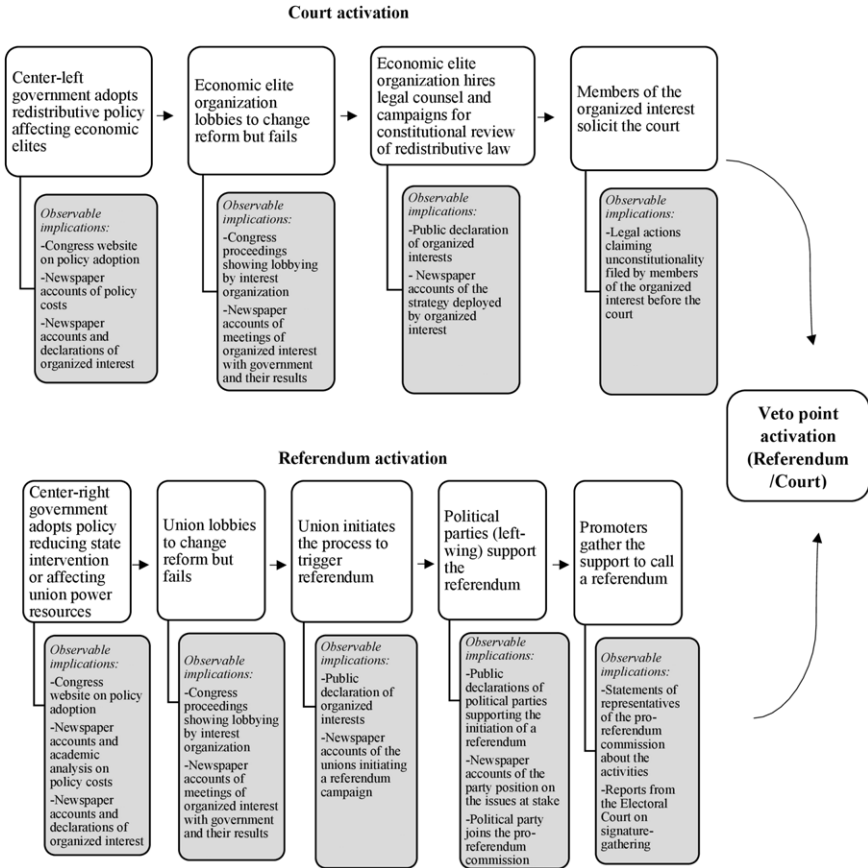 Court activation
Center-left
government adopts
redistributive policy
affecting economic
elites
Economic elite
organization
lobbies to change
reform but fails
Economic elite
organization hires
legal counsel and
campaigns for
constitutional review
of redistributive law
Members of the
organized interest
solicit the court
Observable
implications:
-Congress website
on policy adoption
-Newspaper
accounts of policy
costs
-Newspaper
accounts and
declarations of
organized interest
Observable
implications:
-Congress
proceedings
showing lobbying
by interest
organization
-Newspaper
accounts of
meetings of
organized interest
with government
and their results
Observable
implications:
-Public
declaration
of organized
interests
- Newspaper
accounts of the
strategy deployed
by organized
interest
Observable
implications:
-Legal actions
claiming
unconstitutionality
filed by members
of the organized
interest before the
court
Veto point
activation
(Referendum
/Court)
Referendum activation
Center-right
government
adopts policy
reducing state
intervention
or affecting
union power
resources
Union lobbies
to change
reform but
fails
Union initiates
the process to
trigger
referendum
Political
parties (left-
wing) support
the
referendum
Promoters
gather the
support to call
a referendum
Observable
implications:
-Congress
website on policy
adoption
-Newspaper
accounts and
academic
analysis on
policy costs
-Newspaper
accounts and
declarations of
organized interest
Observable
implications:
-Congress
proceedings
showing lobbying
by interest
organization
-Newspaper
accounts of
meetings of
organized interest
with government
and their results
Observable
implications:
-Public
declaration of
organized
interests
-Newspaper
accounts of the
unions initiating
a referendum
campaign
Observable
implications:
-Public
declarations of
political parties
supporting the
initiation of a
referendum
-Newspaper
accounts of the
party position on
the issues at stake
-Political party
joins the pro-
referendum
commission
Observable
implications:
-Statements of
representatives
of the pro-
referendum
commission
about the
activities
-Reports from
the Electoral
Court on
signature-
gathering